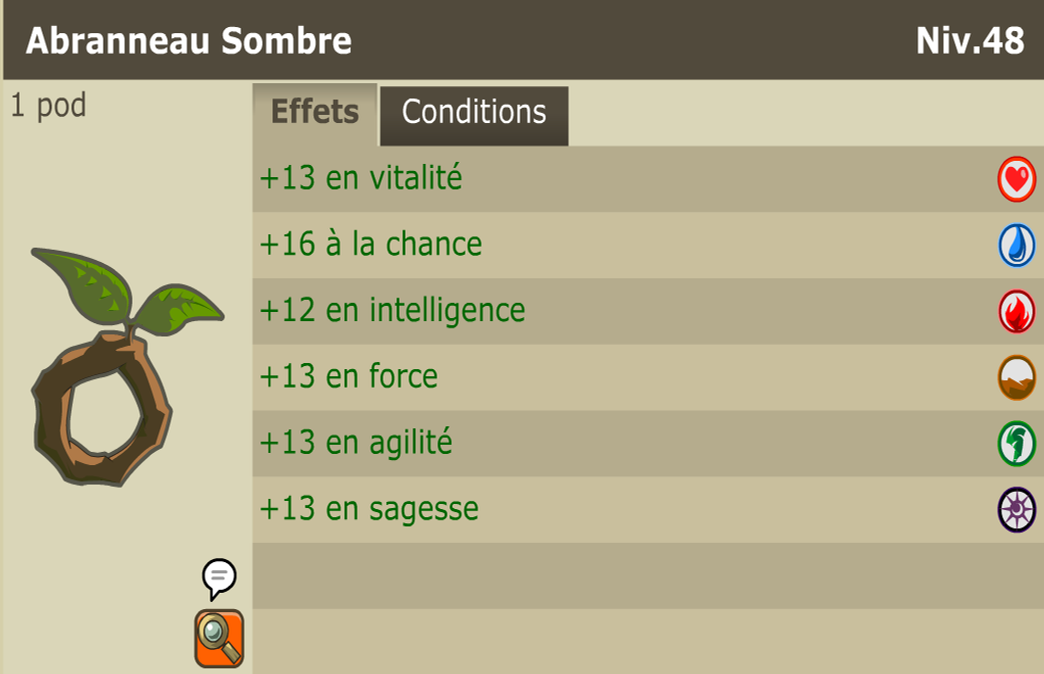 Abranneau Sombre
Niv.48
1 pod
Effets
Conditions
+13 en vitalité
+16 à la chance
+12 en intelligence
+13 en force
+13 en agilité
+13 en sagesse